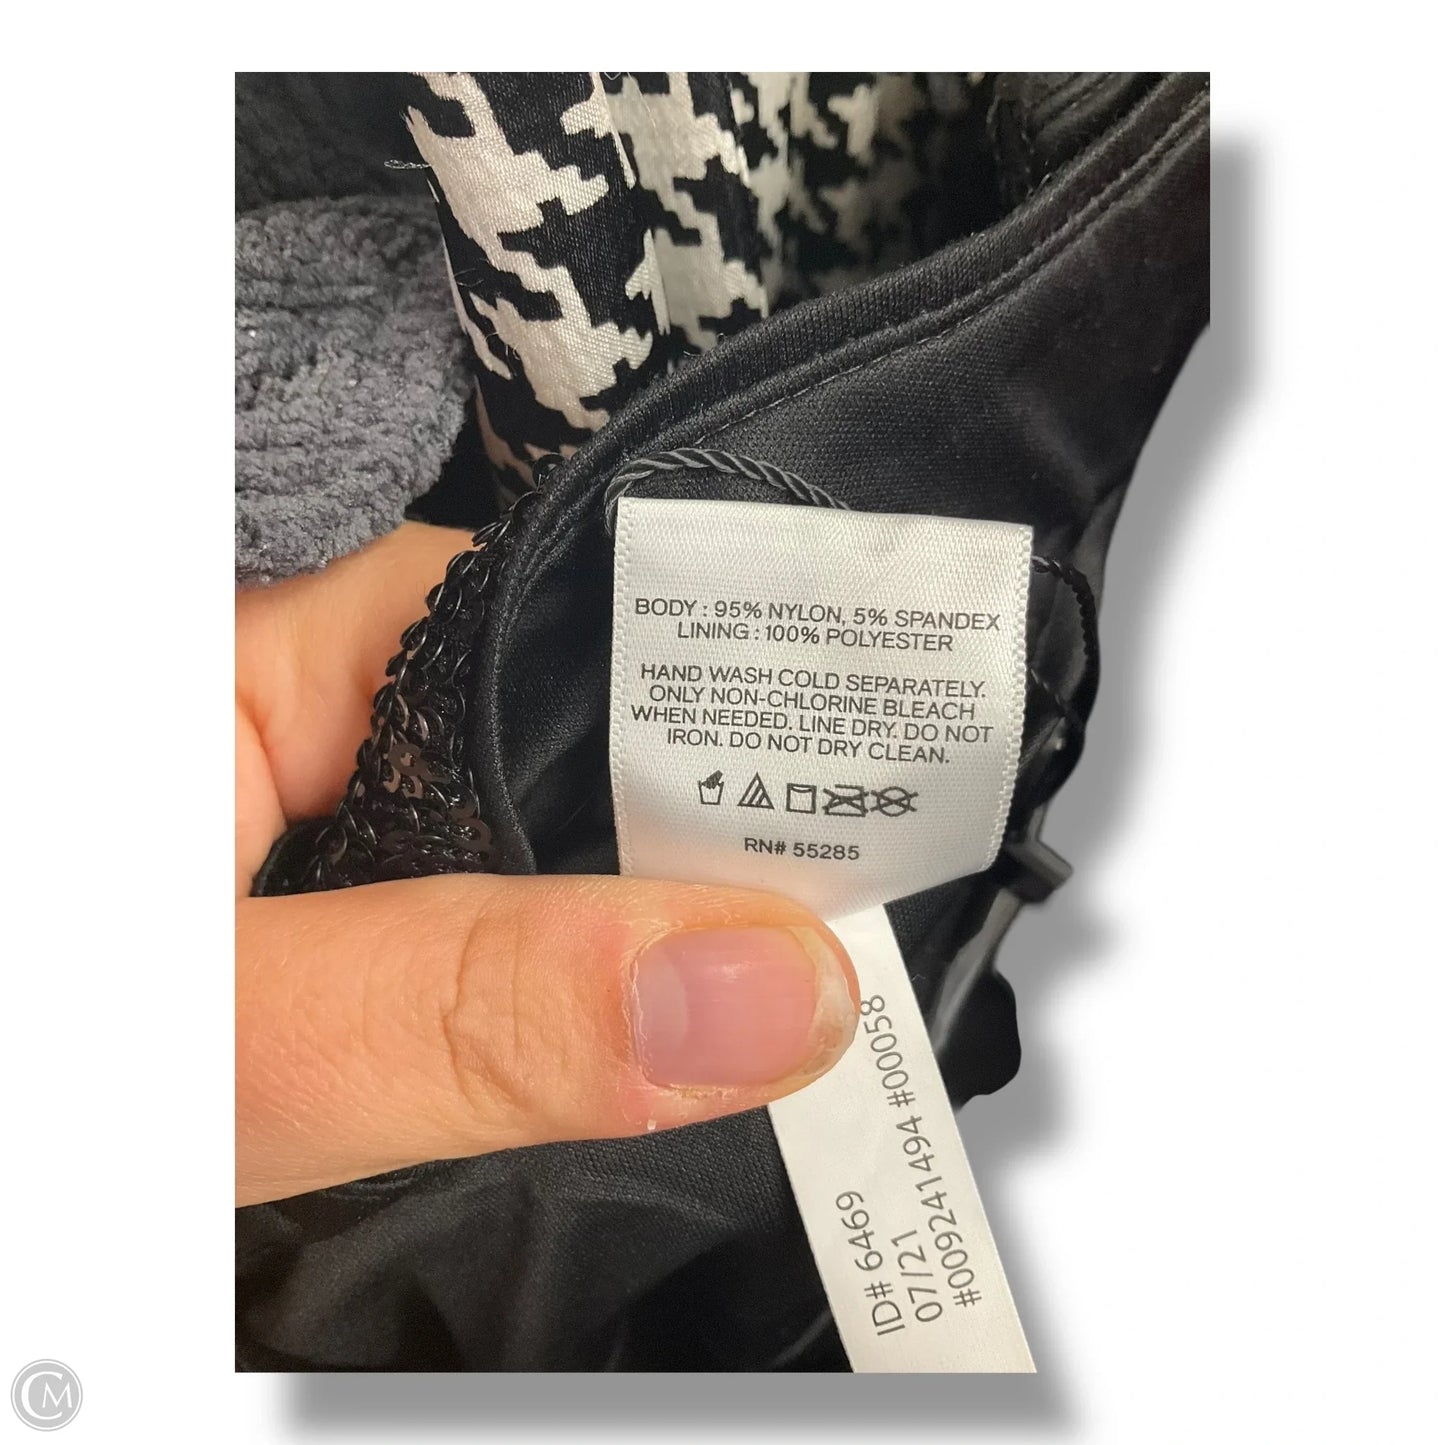 BODY : 95% NYLON, 5% SPANDEX
LINING : 100% POLYESTER
HAND WASH COLD SEPARATELY.
ONLY NON-CHLORINE BLEACH
WHEN NEEDED. LINE DRY. DO NOT
IRON. DO NOT DRY CLEAN.
RN# 55285
ID# 6469
07/21
#009241494 #00058
CM